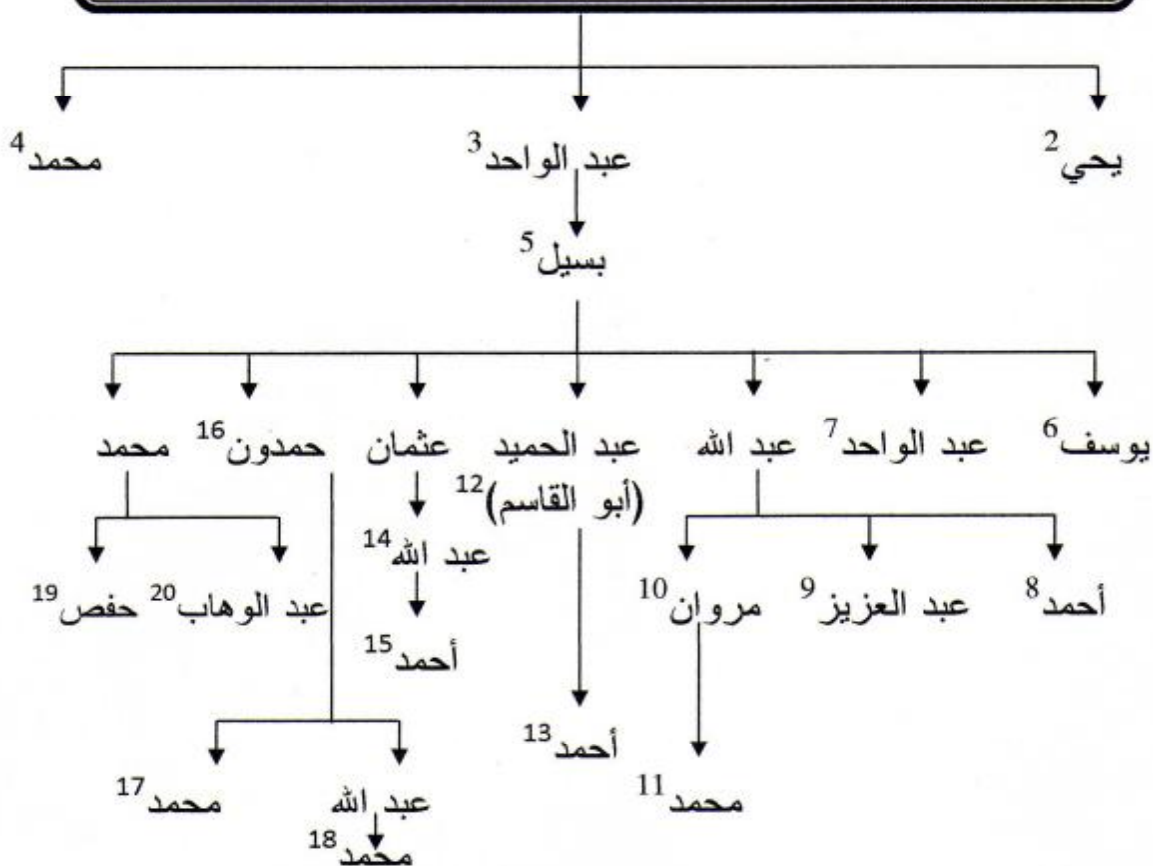 يحي2 عبد الواحد3 محمد4
بسيل5
يوسف6 عبد الواحد7 عبد الله عبد الحميد عثمان حمدون16 محمد
(أبو القاسم)12
عبد الله14
أحمد8 عبد العزيز9 مروان10 عبد الوهاب20 حفص19
أحمد15
أحمد13
محمد11 عبد الله محمد17
محمد18